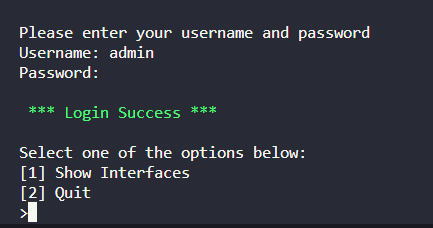 Please enter your username and password
Username: admin
Password:
*** Login Success ***
Select one of the options below:
[1] Show Interfaces
[2] Quit
>